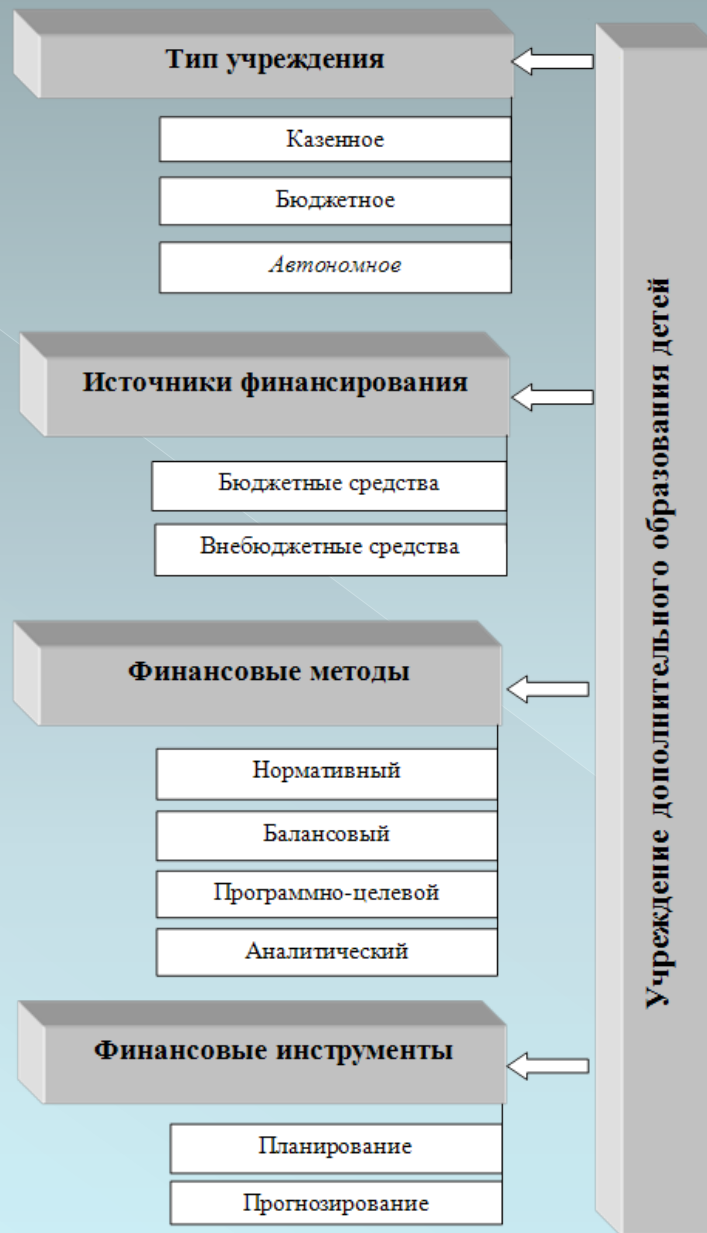 Тип учреждения
Казенное
Бюджетное
Автономное
Источники финансирования
Бюджетные средства
Внебюджетные средства
Финансовые методы
Нормативный
Балансовый
Программно-целевой
Аналитический
Финансовые инструменты
Планирование
Прогнозирование
Учреждение дополнительного образования детей